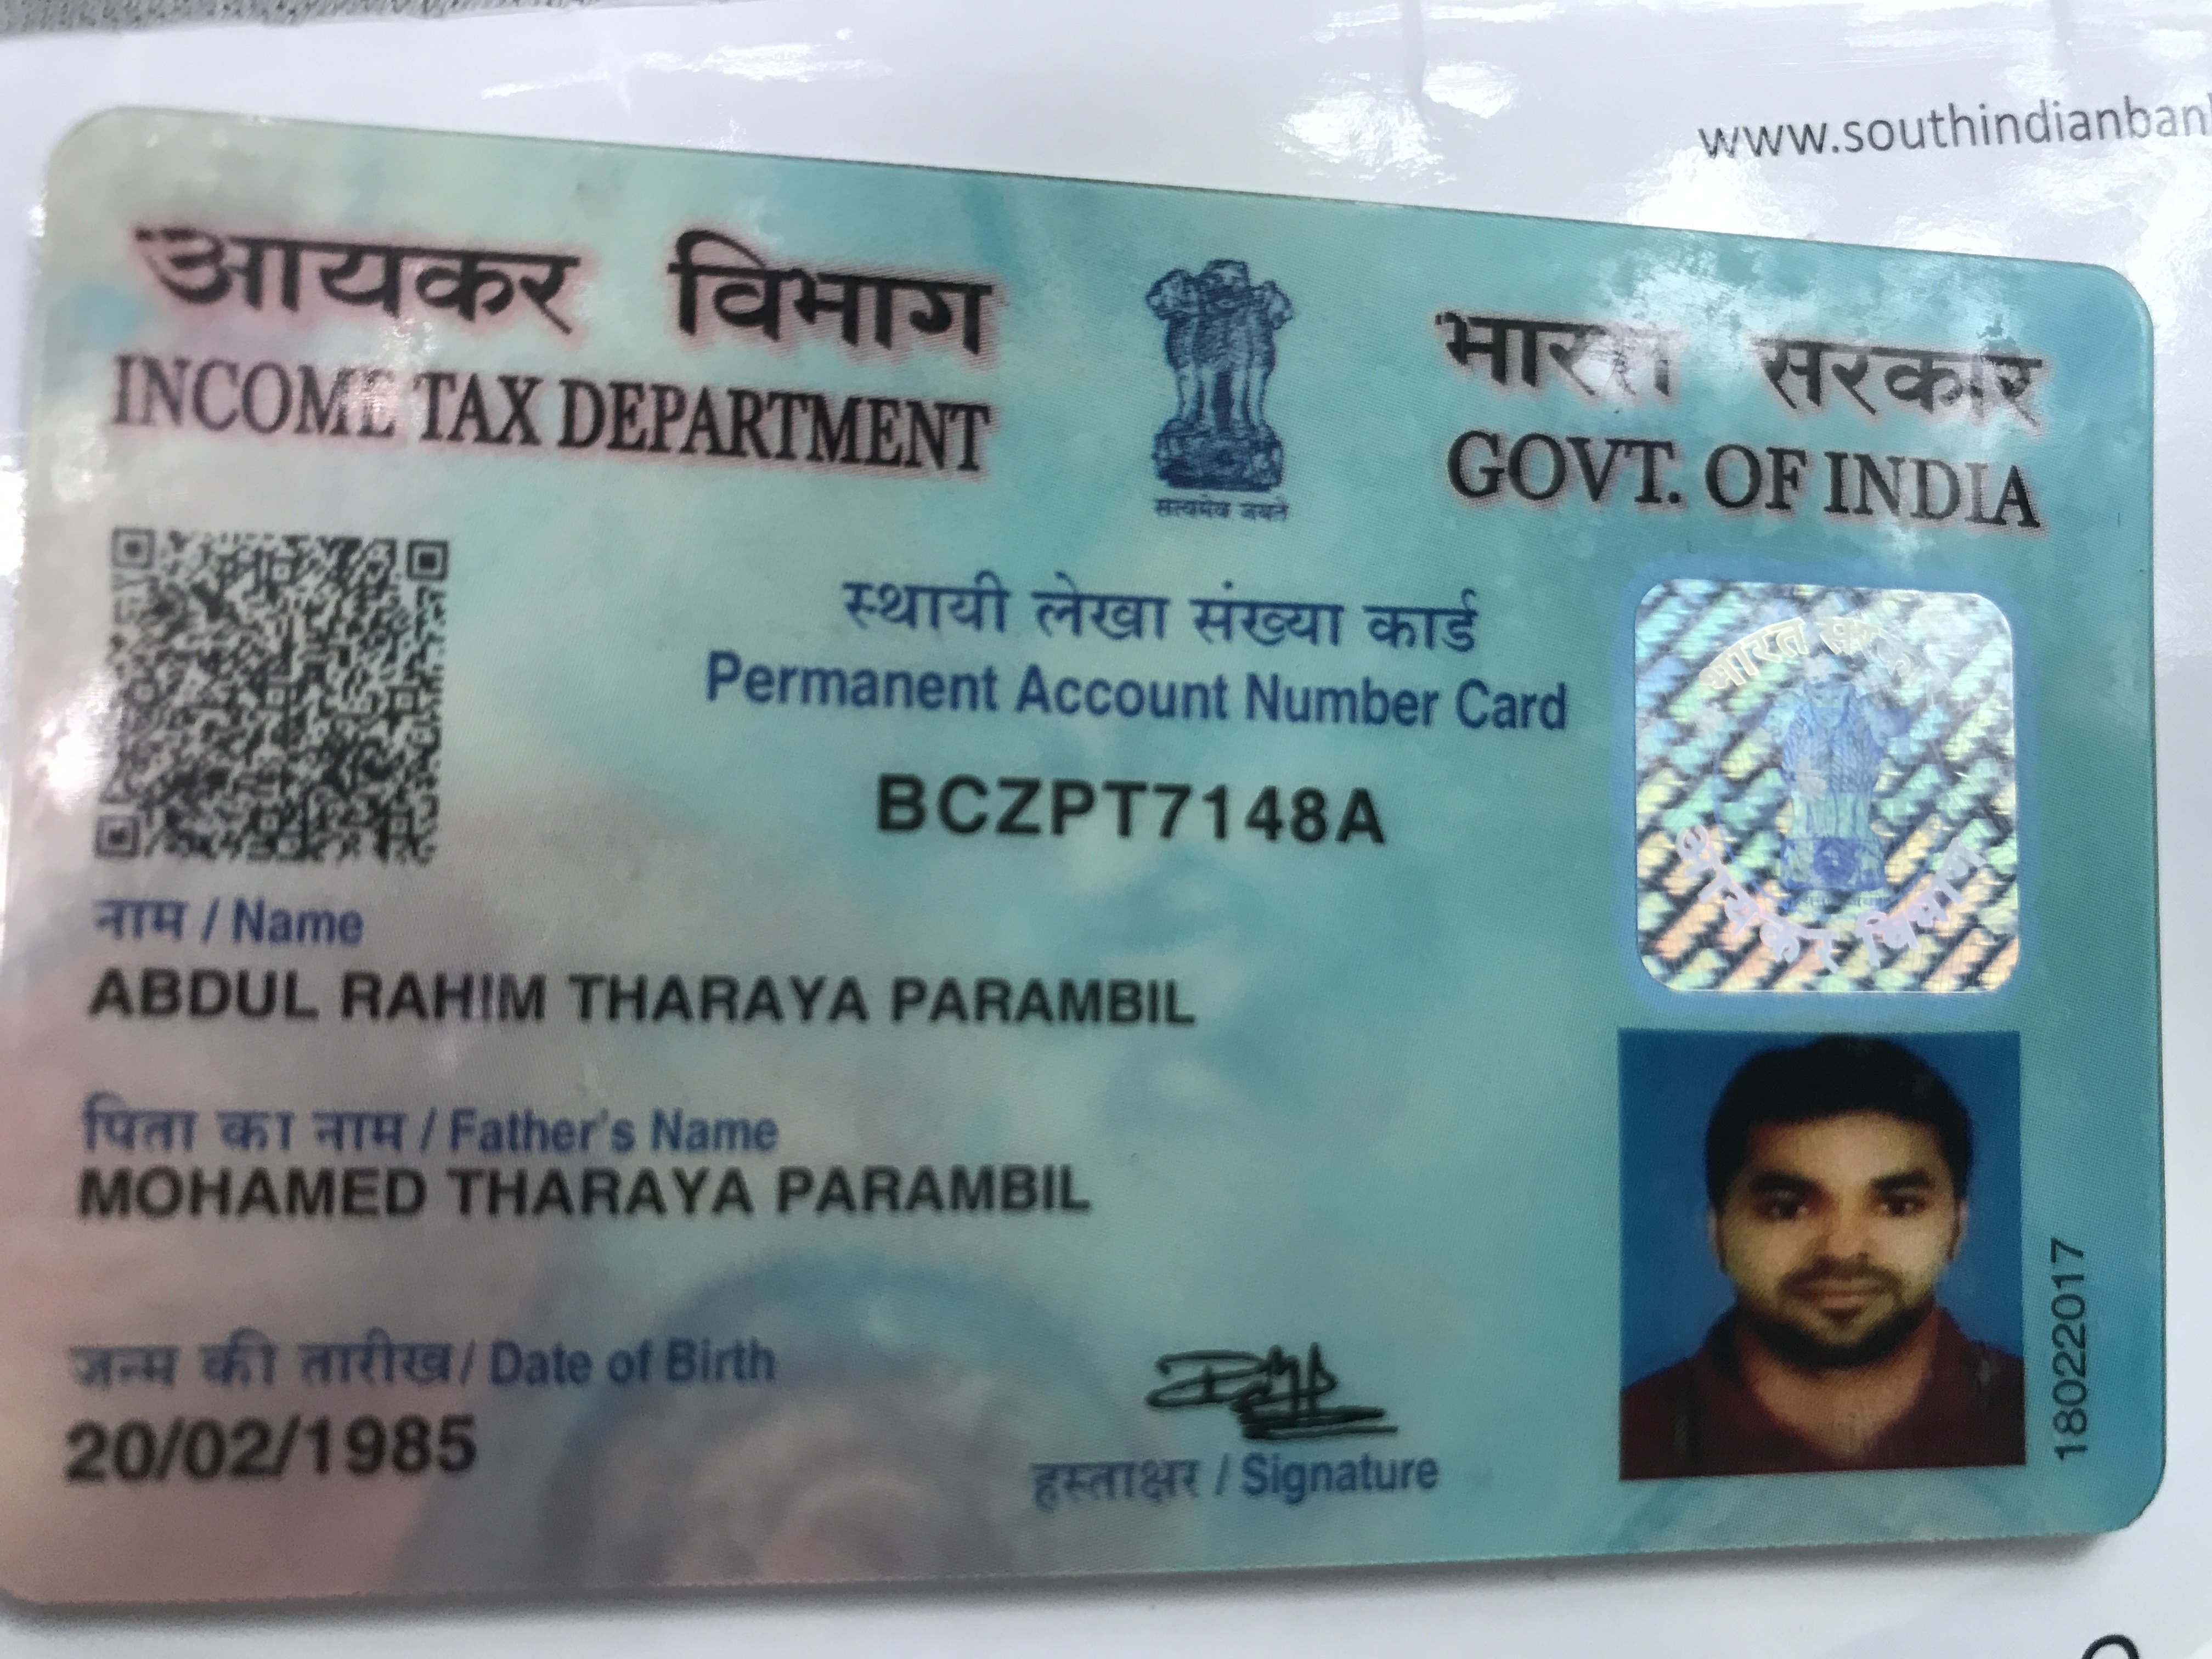 आयकर विभाग
INCOME TAX DEPARTMENT
सत्यमेव जयते
भारत सरकार
GOVT. OF INDIA
स्थायी लेखा संख्या कार्ड
Permanent Account Number Card
BCZPT7148A
नाम / Name
ABDUL RAHIM THARAYA PARAMBIL
पिता का नाम / Father's Name
MOHAMED THARAYA PARAMBIL
जन्म की तारीख / Date of Birth
20/02/1985
हस्ताक्षर / Signature
18022017
www.southindianban